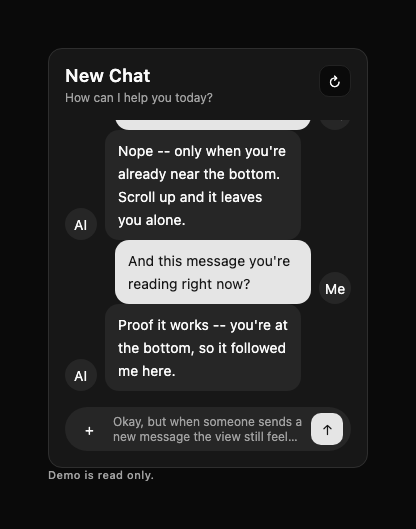 New Chat
How can I help you today?
Nope -- only when you're
already near the bottom.
Scroll up and it leaves
you alone.
AI
And this message you're
reading right now?
Me
Proof it works -- you're at
the bottom, so it followed
me here.
AI
Okay, but when someone sends a
new message the view still feel...
Demo is read only.